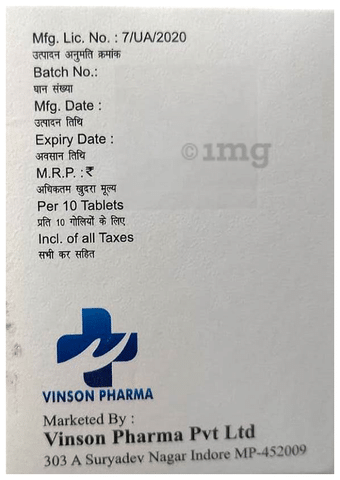 Mfg. Lic. No. : 7/UA/2020
उत्पादन अनुमति क्रमांक
Batch No.:
घान संख्या
Mfg. Date :
उत्पादन तिथि
Expiry Date :
अवसान तिथि
M.R.P. :₹
अधिकतम खुदरा मूल्य
Per 10 Tablets
प्रति 10 गोलियों के लिए
Incl. of all Taxes
सभी कर सहित
©1mg
VINSON PHARMA
Marketed By :
Vinson Pharma Pvt Ltd
303 A Suryadev Nagar Indore MP-452009